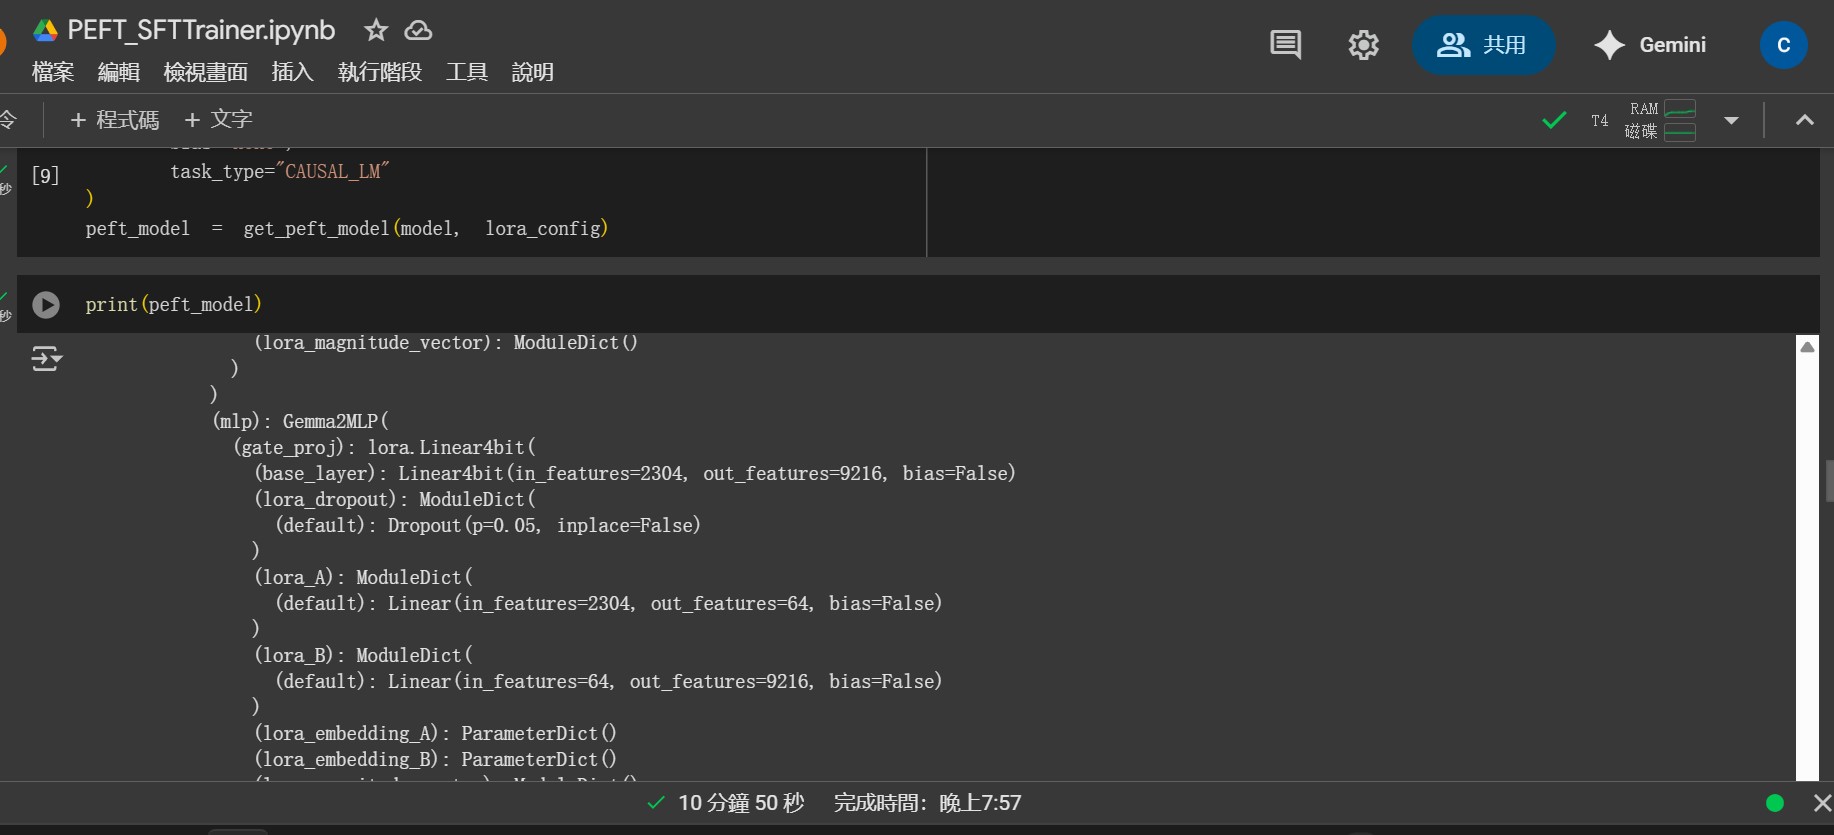 PEFT_SFTTrainer.ipynb
共用
Gemini
C
檔案 編輯 檢視畫面 插入 執行階段 工具 說明
令
+ 程式碼 + 文字
T4
RAM
磁碟
[9]
秒
task_type="CAUSAL_LM"
)
peft_model = get_peft_model(model, lora_config)
秒
print(peft_model)
(lora_magnitude_vector): ModuleDict()
)
)
(mlp): Gemma2MLP(
(gate_proj): lora.Linear4bit(
(base_layer): Linear4bit(in_features=2304, out_features=9216, bias=False)
(lora_dropout): ModuleDict(
(default): Dropout(p=0.05, inplace=False)
)
(lora_A): ModuleDict(
(default): Linear(in_features=2304, out_features=64, bias=False)
)
(lora_B): ModuleDict(
(default): Linear(in_features=64, out_features=9216, bias=False)
)
(lora_embedding_A): ParameterDict()
(lora_embedding_B): ParameterDict()
10 分鐘 50 秒 完成時間：晚上7:57